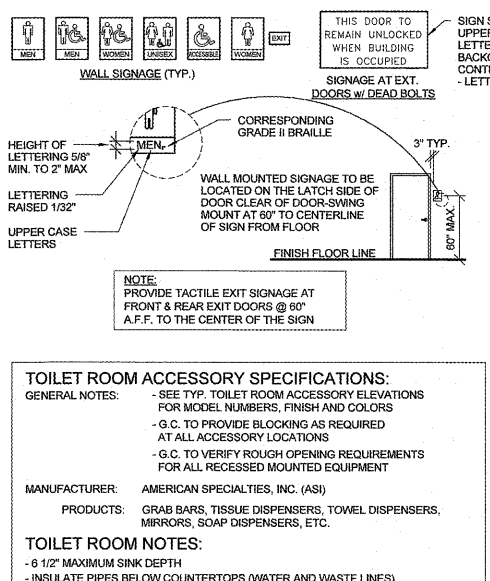 MEN
MEN
WOMEN
UNISEX
ACCESSIBLE
WOMEN
EXIT
WALL SIGNAGE (TYP.)
THIS DOOR TO
REMAIN UNLOCKED
WHEN BUILDING
IS OCCUPIED
SIGNAGE AT EXT.
DOORS w/ DEAD BOLTS
SIGN
UPPER
LETTE
BACK
CONT
- LETT
MEN
CORRESPONDING
GRADE II BRAILLE
HEIGHT OF
LETTERING 5/8"
MIN. TO 2" MAX
LETTERING
RAISED 1/32"
UPPER CASE
LETTERS
WALL MOUNTED SIGNAGE TO BE
LOCATED ON THE LATCH SIDE OF
DOOR CLEAR OF DOOR-SWING
MOUNT AT 60" TO CENTERLINE
OF SIGN FROM FLOOR
3" TYP.
60" MAX.
FINISH FLOOR LINE
NOTE:
PROVIDE TACTILE EXIT SIGNAGE AT
FRONT & REAR EXIT DOORS @ 60"
A.F.F. TO THE CENTER OF THE SIGN
TOILET ROOM ACCESSORY SPECIFICATIONS:
GENERAL NOTES: - SEE TYP. TOILET ROOM ACCESSORY ELEVATIONS
FOR MODEL NUMBERS, FINISH AND COLORS
- G.C. TO PROVIDE BLOCKING AS REQUIRED
AT ALL ACCESSORY LOCATIONS
- G.C. TO VERIFY ROUGH OPENING REQUIREMENTS
FOR ALL RECESSED MOUNTED EQUIPMENT
MANUFACTURER: AMERICAN SPECIALTIES, INC. (ASI)
PRODUCTS: GRAB BARS, TISSUE DISPENSERS, TOWEL DISPENSERS,
MIRRORS, SOAP DISPENSERS, ETC.
TOILET ROOM NOTES:
- 6 1/2" MAXIMUM SINK DEPTH
- INSULATE PIPES BELOW COUNTERTOPS (WATER AND WASTE LINES)